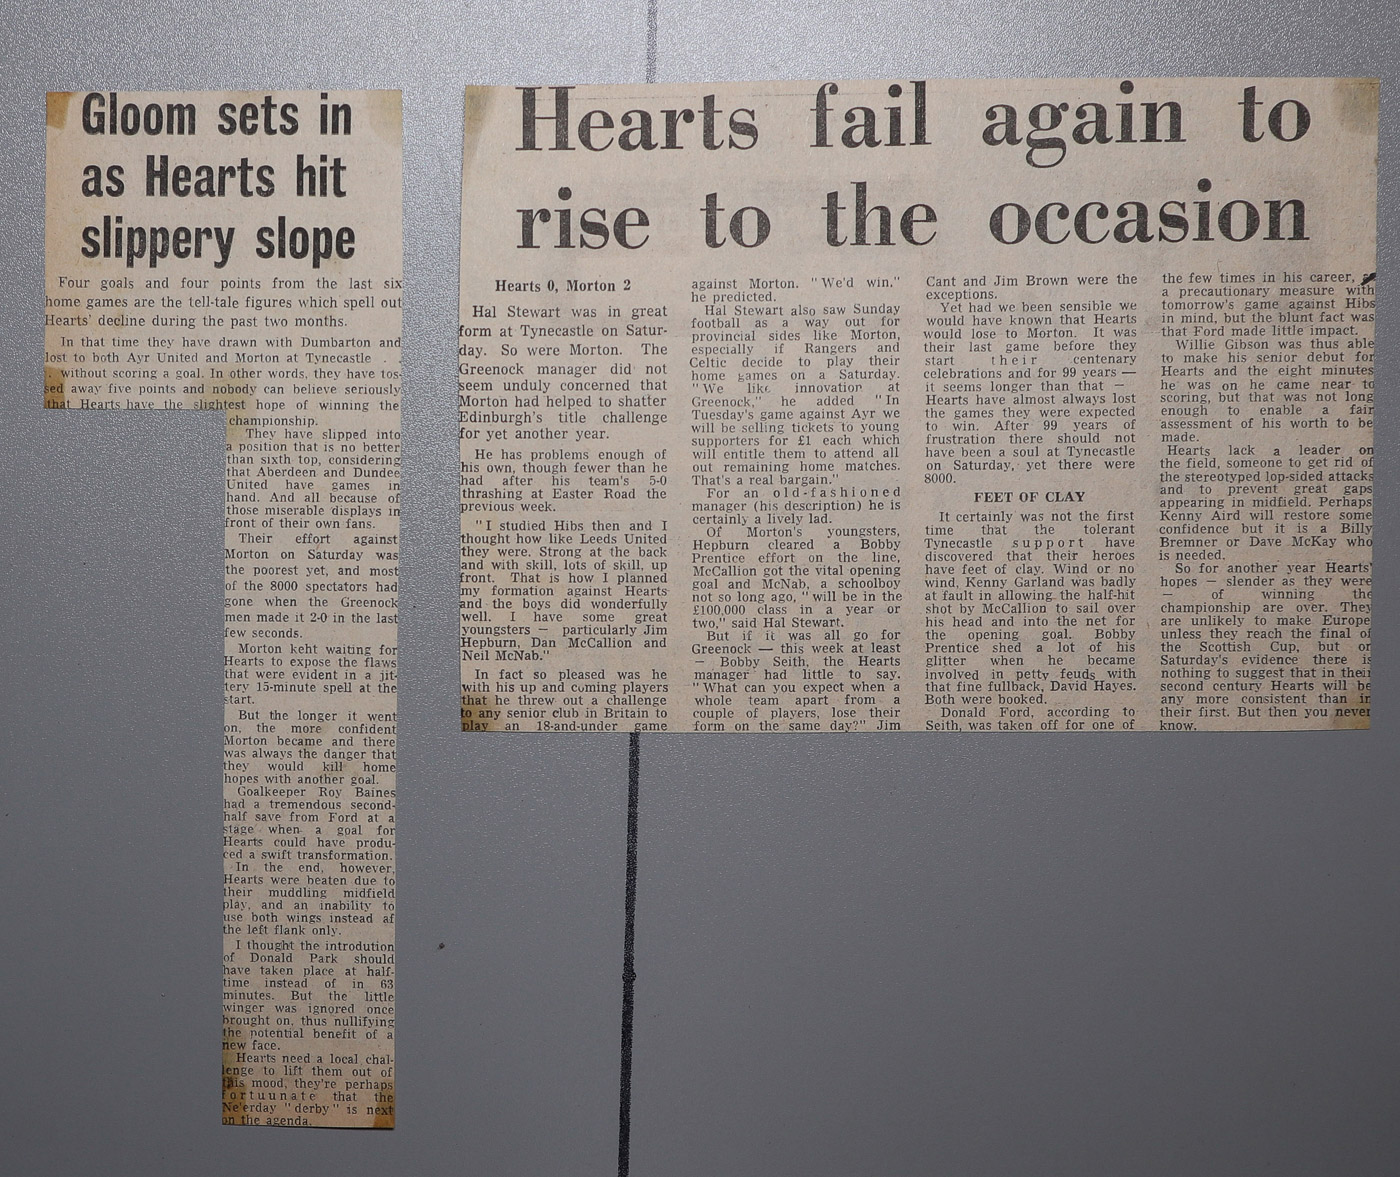 Gloom sets in
as Hearts hit
slippery slope
Four goals and four points from the last six
home games are the tell-tale figures which spell out
Hearts' decline during the past two months.
In that time they have drawn with Dumbarton and
lost to both Ayr United and Morton at Tynecastle . .
. without scoring a goal. In other words, they have tos-
sed away five points and nobody can believe seriously
that Hearts have the slightest hope of winning the
championship.
They have slipped into
a position that is no better
than sixth top, considering
that Aberdeen and Dundee
United have games in
hand. And all because of
those miserable displays in
front of their own fans.
Their effort against
Morton on Saturday was
the poorest yet, and most
of the 8000 spectators had
gone when the Greenock
men made it 2-0 in the last
few seconds.
Morton keht waiting for
Hearts to expose the flaws
that were evident in a jit-
tery 15-minute spell at the
start.
But the longer it went
on, the more confident
Morton became and there
was always the danger that
they would kill home
hopes with another goal.
Goalkeeper Roy Baines
had a tremendous second-
half save from Ford at a
stage when a goal for
Hearts could have produ-
ced a swift transformation.
In the end, however,
Hearts were beaten due to
their muddling midfield
play, and an inability to
use both wings instead af
the left flank only.
I thought the introdution
of Donald Park should
have taken place at half-
time instead of in 63
minutes. But the little
winger was ignored once
brought on, thus nullifying
the potential benefit of a
new face.
Hearts need a local chal-
lenge to lift them out of
this mood, they're perhaps
fortuunate that the
Ne'erday "derby" is next
on the agenda.
Hearts fail again to
rise to the occasion
Hearts 0, Morton 2
Hal Stewart was in great
form at Tynecastle on Satur-
day. So were Morton. The
Greenock manager did not
seem unduly concerned that
Morton had helped to shatter
Edinburgh's title challenge
for yet another year.
He has problems enough of
his own, though fewer than he
had after his team's 5-0
thrashing at Easter Road the
previous week.
"I studied Hibs then and I
thought how like Leeds United
they were. Strong at the back
and with skill, lots of skill, up
front. That is how I planned
my formation against Hearts
and the boys did wonderfully
well. I have some great
youngsters — particularly Jim
Hepburn, Dan McCallion and
Neil McNab."
In fact so pleased was he
with his up and coming players
that he threw out a challenge
to any senior club in Britain to
play an 18-and-under game
against Morton. "We'd win,"
he predicted.
Hal Stewart also saw Sunday
football as a way out for
provincial sides like Morton,
especially if Rangers and
Celtic decide to play their
home games on a Saturday.
"We like innovation at
Greenock," he added "In
Tuesday's game against Ayr we
will be selling tickets to young
supporters for £1 each which
will entitle them to attend all
out remaining home matches.
That's a real bargain."
For an old-fashioned
manager (his description) he is
certainly a lively lad.
Of Morton's youngsters,
Hepburn cleared a Bobby
Prentice effort on the line,
McCallion got the vital opening
goal and McNab, a schoolboy
not so long ago, "will be in the
£100,000 class in a year or
two," said Hal Stewart.
But if it was all go for
Greenock — this week at least
— Bobby Seith, the Hearts
manager had little to say.
"What can you expect when a
whole team apart from a
couple of players, lose their
form on the same day?" Jim
Cant and Jim Brown were the
exceptions.
Yet had we been sensible we
would have known that Hearts
would lose to Morton. It was
their last game before they
start their centenary
celebrations and for 99 years —
it seems longer than that —
Hearts have almost always lost
the games they were expected
to win. After 99 years of
frustration there should not
have been a soul at Tynecastle
on Saturday, yet there were
8000.
FEET OF CLAY
It certainly was not the first
time that the tolerant
Tynecastle support have
discovered that their heroes
have feet of clay. Wind or no
wind, Kenny Garland was badly
at fault in allowing the half-hit
shot by McCallion to sail over
his head and into the net for
the opening goal. Bobby
Prentice shed a lot of his
glitter when he became
involved in petty feuds with
that fine fullback, David Hayes.
Both were booked.
Donald Ford, according to
Seith, was taken off for one of
the few times in his career,
a precautionary measure with
tomorrow's game against Hibs
in mind, but the blunt fact was
that Ford made little impact.
Willie Gibson was thus able
to make his senior debut for
Hearts and the eight minutes
he was on he came near to
scoring, but that was not long
enough to enable a fair
assessment of his worth to be
made.
Hearts lack a leader on
the field, someone to get rid of
the stereotyped lop-sided attacks
and to prevent great gaps
appearing in midfield. Perhaps
Kenny Aird will restore some
confidence but it is a Billy
Bremner or Dave McKay who
is needed.
So for another year Hearts'
hopes — slender as they were
— of winning the
championship are over. They
are unlikely to make Europe
unless they reach the final of
the Scottish Cup, but or
Saturday's evidence there is
nothing to suggest that in their
second century Hearts will be
any more consistent than in
their first. But then you never
know.